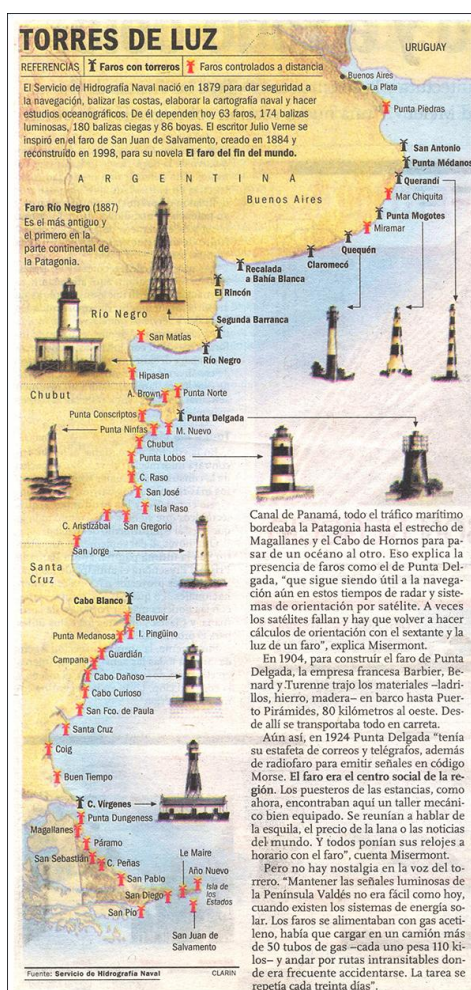 TORRES DE LUZ
REFERENCIAS
Faros con torreros
Faros controlados a distancia
El Servicio de Hidrografía Naval nació en 1879 para dar seguridad a
la navegación, balizar las costas, elaborar la cartografía naval y hacer
estudios oceanográficos. De él dependen hoy 63 faros, 174 balizas
luminosas, 180 balizas ciegas y 86 boyas. El escritor Julio Verne se
inspiró en el faro de San Juan de Salvamento, creado en 1884 y
reconstruido en 1998, para su novela El faro del fin del mundo.
URUGUAY
Buenos Aires
La Plata
Punta Piedras
San Antonio
Punta Médanos
Querandí
Mar Chiquita
Punta Mogotes
Miramar
Quequén
Claromecó
Recalada
a Bahía Blanca
El Rincón
Segunda Barranca
Río Negro
ARGENTINA
Buenos Aires
Faro Río Negro (1887)
Es el más antiguo y
el primero en la
parte continental de
la Patagonia.
Río Negro
San Matías
Hipasan
Chubut
A. Brown
Punta Norte
Punta Conscriptos
Punta Delgada
Punta Ninfas
M. Nuevo
Chubut
Punta Lobos
C. Raso
San José
Isla Raso
C. Aristizábal
San Gregorio
San Jorge
Santa
Cruz
Cabo Blanco
Beauvoir
Punta Medanosa
I. Pingüino
Guardián
Campana
Cabo Dañoso
Cabo Curioso
San Fco. de Paula
Santa Cruz
Coig
Buen Tiempo
C. Vírgenes
Punta Dungeness
Magallanes
Páramo
San Sebastián
C. Peñas
San Pablo
Le Maire
Año Nuevo
San Diego
Isla de
los
Estados
San Pío
San Juan de
Salvamento
Fuente: Servicio de Hidrografía Naval
CLARIN
Canal de Panamá, todo el tráfico marítimo
bordeaba la Patagonia hasta el estrecho de
Magallanes y el Cabo de Hornos para pa-
sar de un océano al otro. Eso explica la
presencia de faros como el de Punta Del-
gada, "que sigue siendo útil a la navega-
ción aún en estos tiempos de radar y siste-
mas de orientación por satélite. A veces
los satélites fallan y hay que volver a hacer
cálculos de orientación con el sextante y la
luz de un faro", explica Misermont.
En 1904, para construir el faro de Punta
Delgada, la empresa francesa Barbier, Be-
nard y Turenne trajo los materiales –ladri-
llos, hierro, madera– en barco hasta Puer-
to Pirámides, 80 kilómetros al oeste. Des-
de allí se transportaba todo en carreta.
Aún así, en 1924 Punta Delgada "tenía
su estafeta de correos y telégrafos, además
de radiofaro para emitir señales en código
Morse. El faro era el centro social de la re-
gión. Los puesteros de las estancias, como
ahora, encontraban aquí un taller mecáni-
co bien equipado. Se reunían a hablar de
la esquila, el precio de la lana o las noticias
del mundo. Y todos ponían sus relojes a
horario con el faro", cuenta Misermont.
Pero no hay nostalgia en la voz del to-
rrero. "Mantener las señales luminosas de
la Península Valdés no era fácil como hoy,
cuando existen los sistemas de energía so-
lar. Los faros se alimentaban con gas aceti-
leno, había que cargar en un camión más
de 50 tubos de gas –cada uno pesa 110 ki-
los– y andar por rutas intransitables don-
de era frecuente accidentarse. La tarea se
repetía cada treinta días".